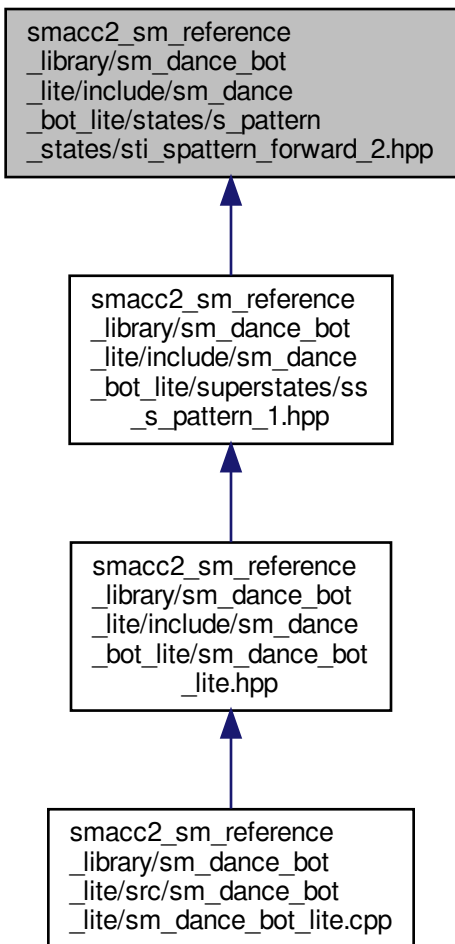 smacc2_sm_reference
_library/sm_dance_bot
_lite/include/sm_dance
_bot_lite/states/s_pattern
_states/sti_spattern_forward_2.hpp
smacc2_sm_reference
_library/sm_dance_bot
_lite/include/sm_dance
_bot_lite/superstates/ss
_s_pattern_1.hpp
smacc2_sm_reference
_library/sm_dance_bot
_lite/include/sm_dance
_bot_lite/sm_dance_bot
_lite.hpp
smacc2_sm_reference
_library/sm_dance_bot
_lite/src/sm_dance_bot
_lite/sm_dance_bot_lite.cpp